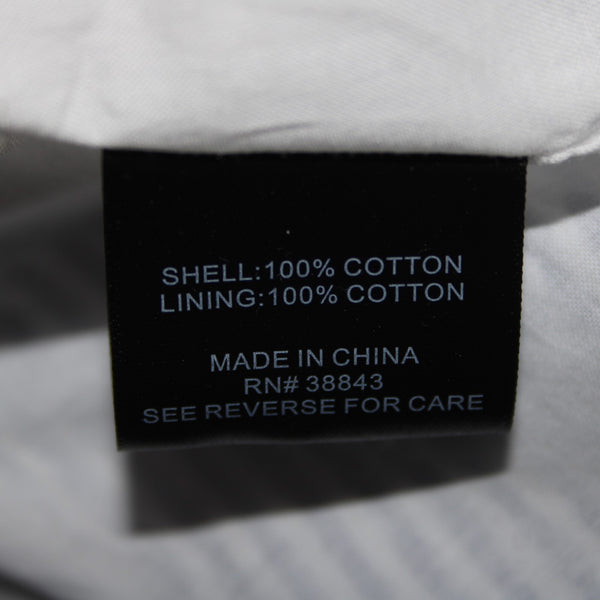 SHELL:100% COTTON
LINING:100% COTTON
MADE IN CHINA
RN# 38843
SEE REVERSE FOR CARE